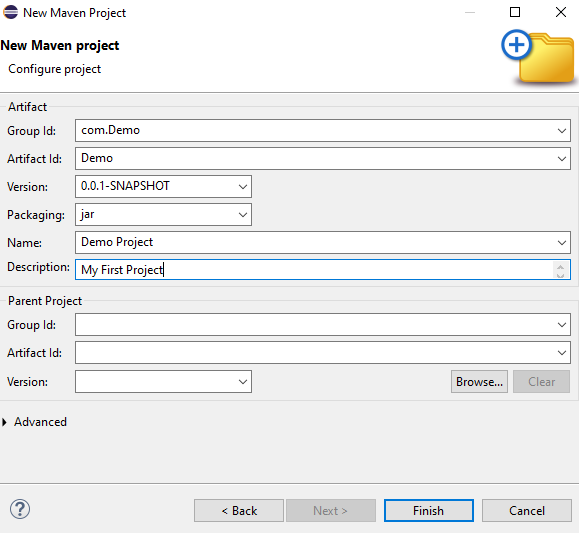 New Maven Project
New Maven project
Configure project
Artifact
Group Id: com.Demo
Artifact Id: Demo
Version: 0.0.1-SNAPSHOT
Packaging: jar
Name: Demo Project
Description: My First Project
Parent Project
Group Id:
Artifact Id:
Version: Browse... Clear
Advanced
? < Back Next > Finish Cancel